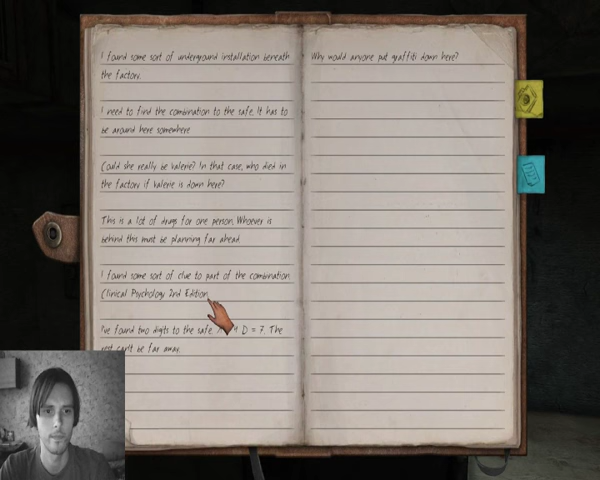 I found some sort of underground installation beneath
the factory.
I need to find the combination to the safe. It has to
be around here somewhere
Could she really be Valerie? In that case, who died in
the factory if Valerie is down here?
This is a lot of drugs for one person. Whoever is
behind this must be planning far ahead.
I found some sort of clue to part of the combination.
Clinical Psychology 2nd Edition
I've found two digits to the safe. D = 7. The
rest can't be far away.
Why would anyone put graffiti down here?